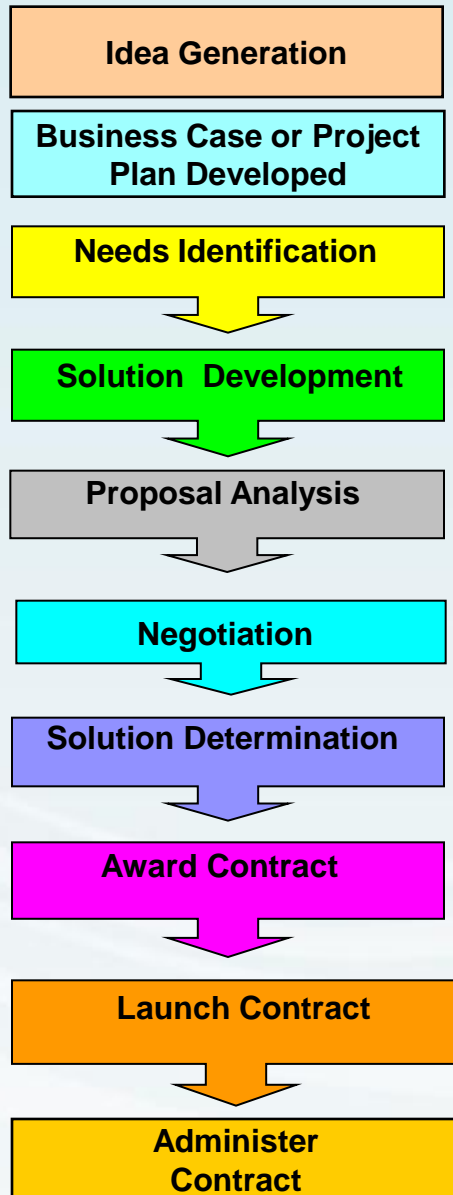 Idea Generation
Business Case or Project
Plan Developed
Needs Identification
Solution Development
Proposal Analysis
Negotiation
Solution Determination
Award Contract
Launch Contract
Administer
Contract